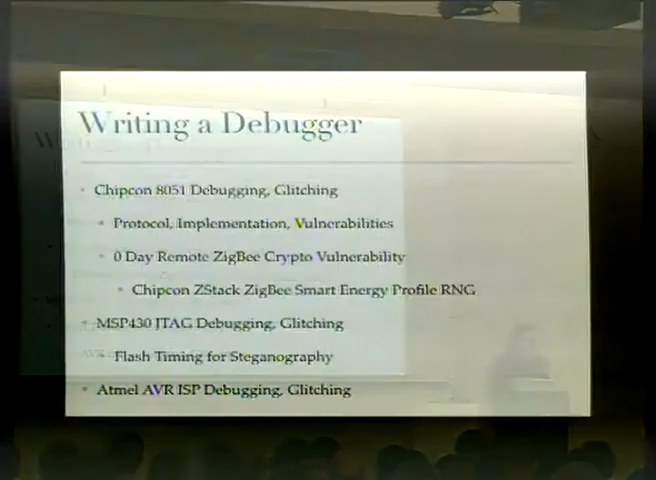 Writing a Debugger
Chipcon 8051 Debugging, Glitching
Protocol, Implementation, Vulnerabilities
0 Day Remote ZigBee Crypto Vulnerability
Chipcon ZStack ZigBee Smart Energy Profile RNG
MSP430 JTAG Debugging, Glitching
Flash Timing for Steganography
Atmel AVR ISP Debugging, Glitching